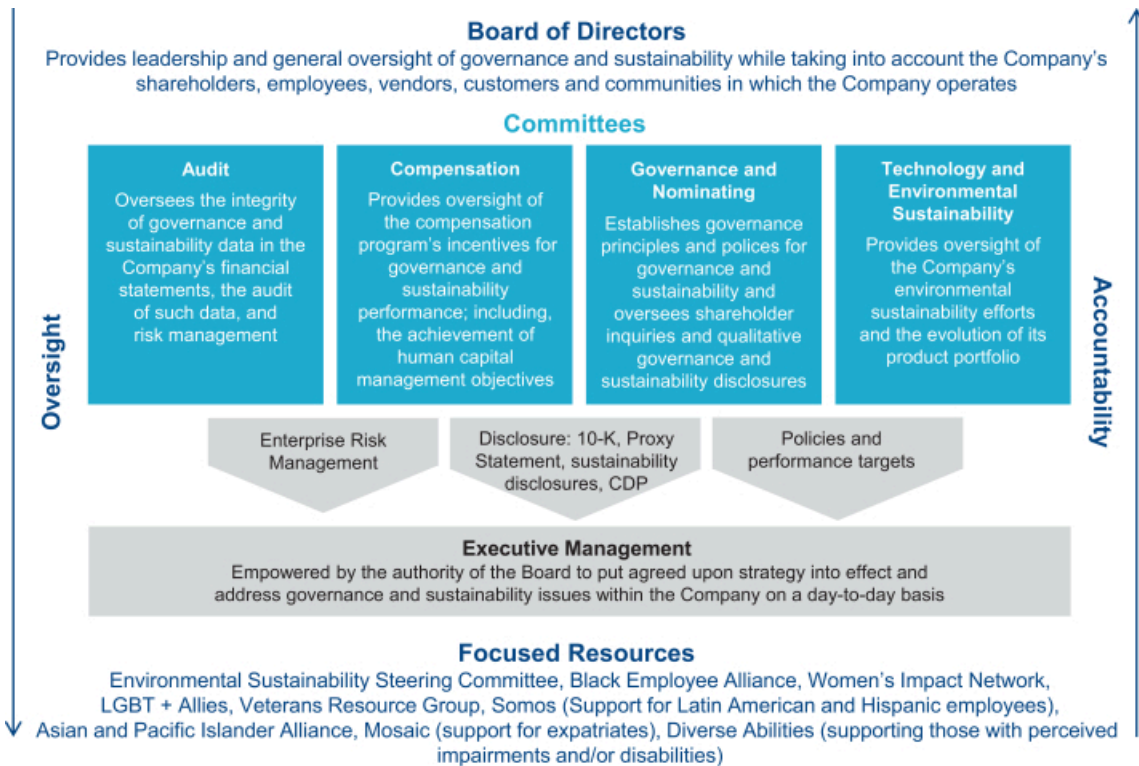 Board of Directors
Provides leadership and general oversight of governance and sustainability while taking into account the Company's
shareholders, employees, vendors, customers and communities in which the Company operates
Committees
Audit
Oversees the integrity
of governance and
sustainability data in the
Company's financial
statements, the audit
of such data, and
risk management
Compensation
Provides oversight of
the compensation
program's incentives for
governance and
sustainability
performance; including,
the achievement of
human capital
management objectives
Governance and
Nominating
Establishes governance
principles and polices for
governance and
sustainability and
oversees shareholder
inquiries and qualitative
governance and
sustainability disclosures
Technology and
Environmental
Sustainability
Provides oversight of
the Company's
environmental
sustainability efforts
and the evolution of its
product portfolio
Oversight
Accountability
Enterprise Risk
Management
Disclosure: 10-K, Proxy
Statement, sustainability
disclosures, CDP
Policies and
performance targets
Executive Management
Empowered by the authority of the Board to put agreed upon strategy into effect and
address governance and sustainability issues within the Company on a day-to-day basis
Focused Resources
Environmental Sustainability Steering Committee, Black Employee Alliance, Women's Impact Network,
LGBT + Allies, Veterans Resource Group, Somos (Support for Latin American and Hispanic employees),
Asian and Pacific Islander Alliance, Mosaic (support for expatriates), Diverse Abilities (supporting those with perceived
impairments and/or disabilities)